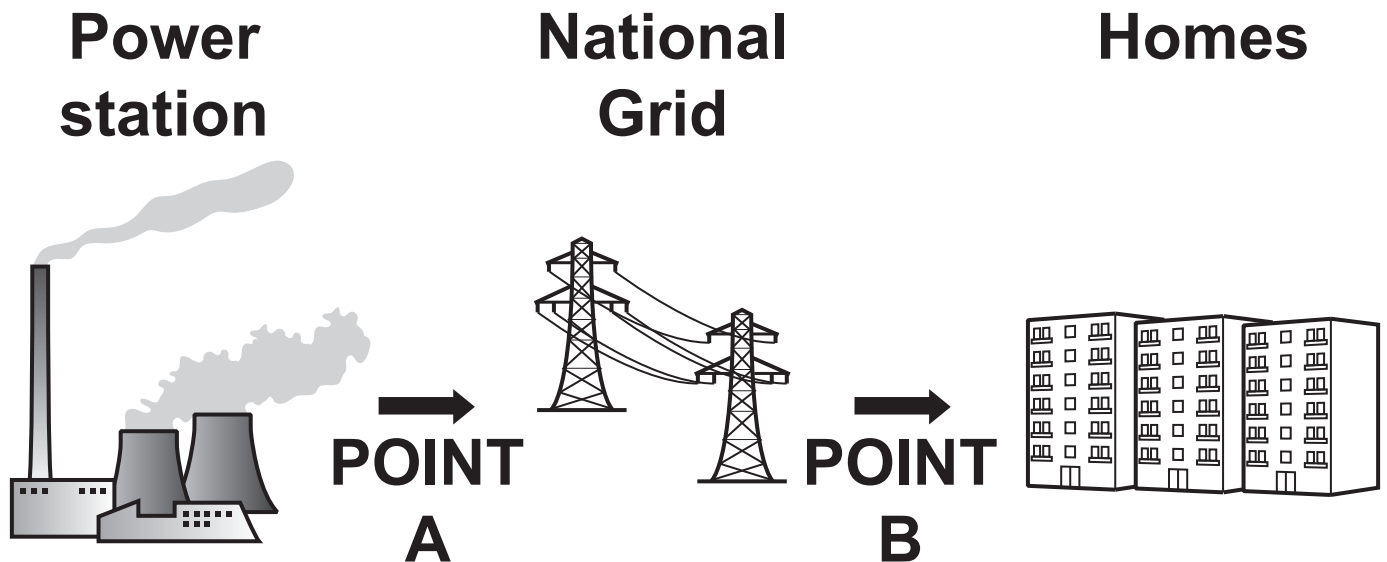 Power
station
National
Grid
Homes
POINT
A
POINT
B